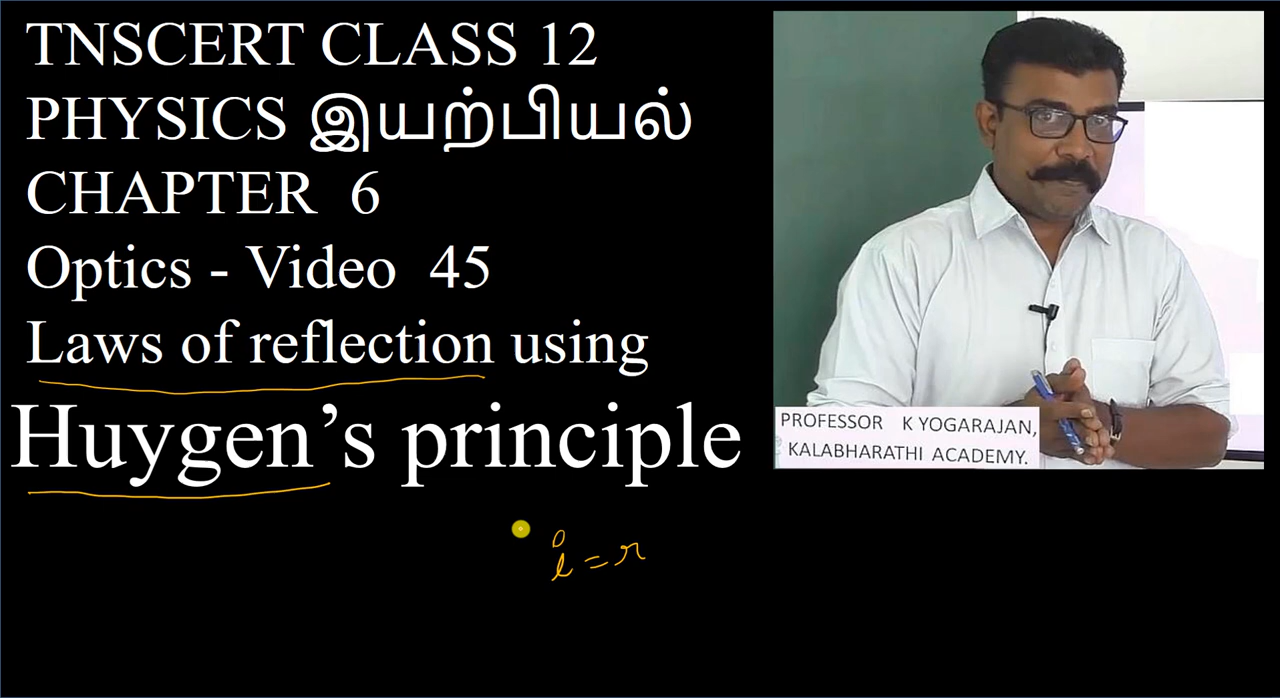 TNSCERT CLASS 12
PHYSICS இயற்பியல்
CHAPTER 6
Optics - Video 45
Laws of reflection using
Huygen’s principle
i = r
PROFESSOR K YOGARAJAN,
KALABHARATHI ACADEMY.